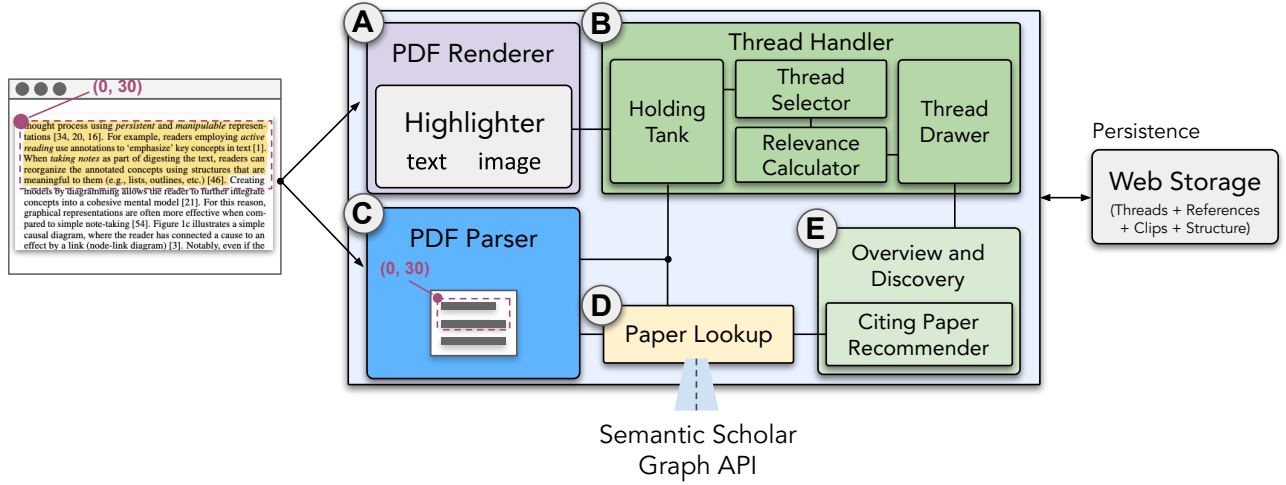 (0, 30)
thought process using persistent and manipulable represen-
tations [34, 20, 16]. For example, readers employing active
reading use annotations to ‘emphasize’ key concepts in text [1].
When taking notes as part of digesting the text, readers can
reorganize the annotated concepts using structures that are
meaningful to them (e.g., lists, outlines, etc.) [46]. Creating
models by diagramming allows the reader to further integrate
concepts into a cohesive mental model [21]. For this reason,
graphical representations are often more effective when com-
pared to simple note-taking [54]. Figure 1c illustrates a simple
causal diagram, where the reader has connected a cause to an
effect by a link (node-link diagram) [3]. Notably, even if the
A
PDF Renderer
Highlighter
text image
B
Thread Handler
Holding
Tank
Thread
Selector
Relevance
Calculator
Thread
Drawer
C
PDF Parser
(0, 30)
D
Paper Lookup
E
Overview and
Discovery
Citing Paper
Recommender
Semantic Scholar
Graph API
Persistence
Web Storage
(Threads + References
+ Clips + Structure)